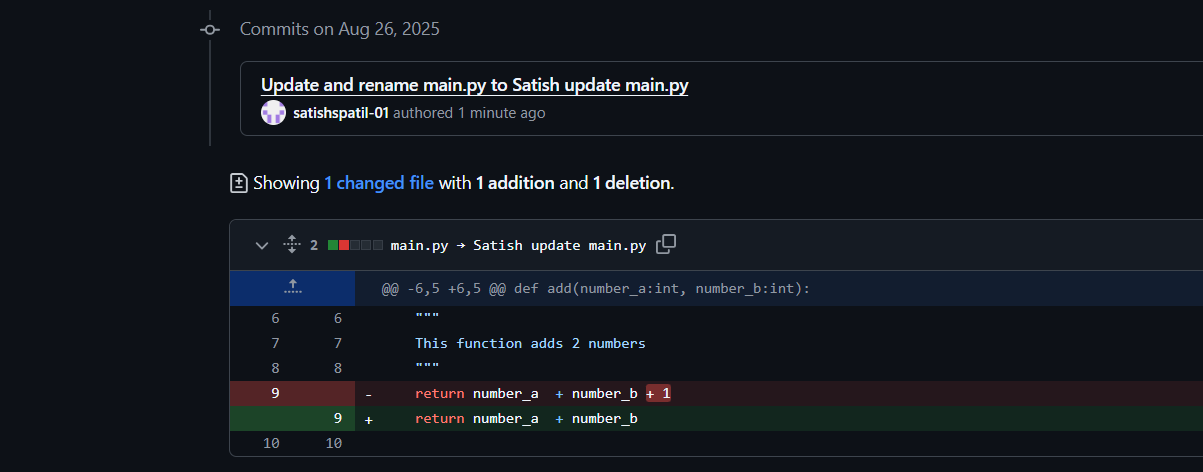 Commits on Aug 26, 2025
Update and rename main.py to Satish update main.py
satishspatil-01 authored 1 minute ago
Showing 1 changed file with 1 addition and 1 deletion.
2 main.py → Satish update main.py
@@ -6,5 +6,5 @@ def add(number_a:int, number_b:int):
6 6 """
7 7 This function adds 2 numbers
8 8 """
9 - return number_a  + number_b + 1
9 + return number_a  + number_b
10 10